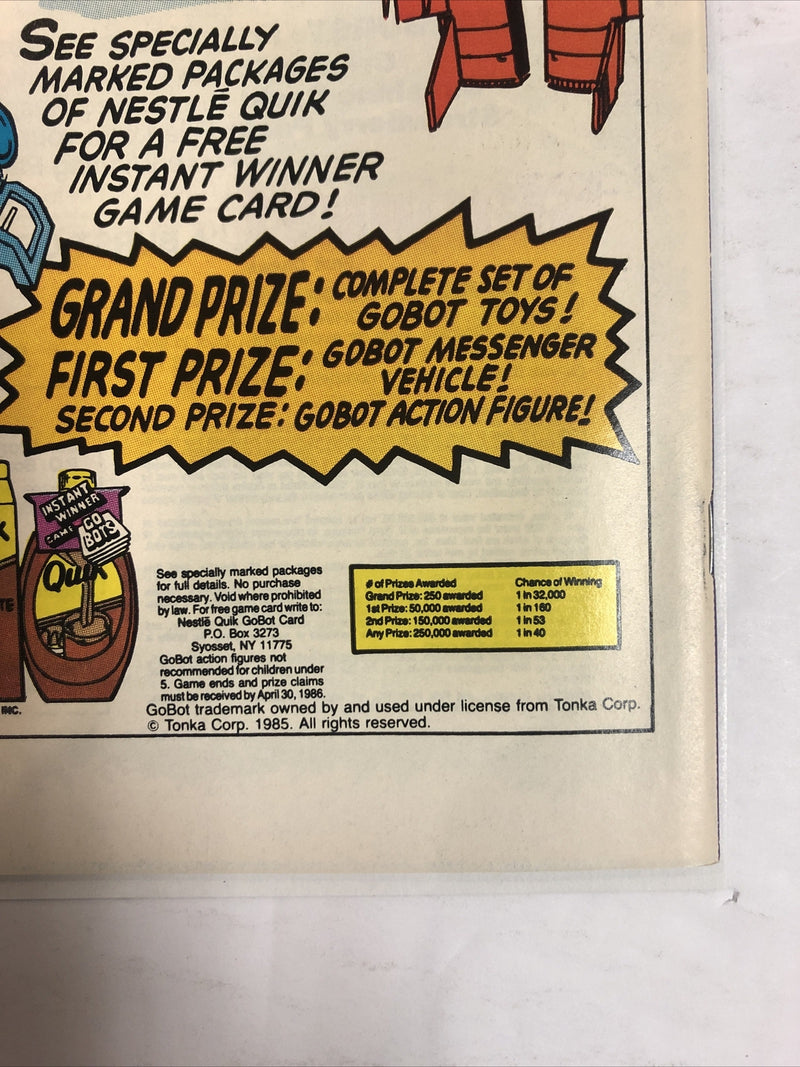 SEE SPECIALLY
MARKED PACKAGES
OF NESTLĒ QUIK
FOR A FREE
INSTANT WINNER
GAME CARD!
GRAND PRIZE: COMPLETE SET OF
GOBOT TOYS!
FIRST PRIZE: GOBOT MESSENGER
VEHICLE!
SECOND PRIZE: GOBOT ACTION FIGURE!
INSTANT
WINNER
GAME
GO
BOTS
Quik
K
TE
INC.
See specially marked packages
for full details. No purchase
necessary. Void where prohibited
by law. For free game card write to:
Nestlē Quik GoBot Card
P.O. Box 3273
Syosset, NY 11775
GoBot action figures not
recommended for children under
5. Game ends and prize claims
must be received by April 30, 1986.
# of Prizes Awarded Chance of Winning
Grand Prize: 250 awarded 1 in 32,000
1st Prize: 50,000 awarded 1 in 160
2nd Prize: 150,000 awarded 1 in 53
Any Prize: 250,000 awarded 1 in 40
GoBot trademark owned by and used under license from Tonka Corp.
© Tonka Corp. 1985. All rights reserved.